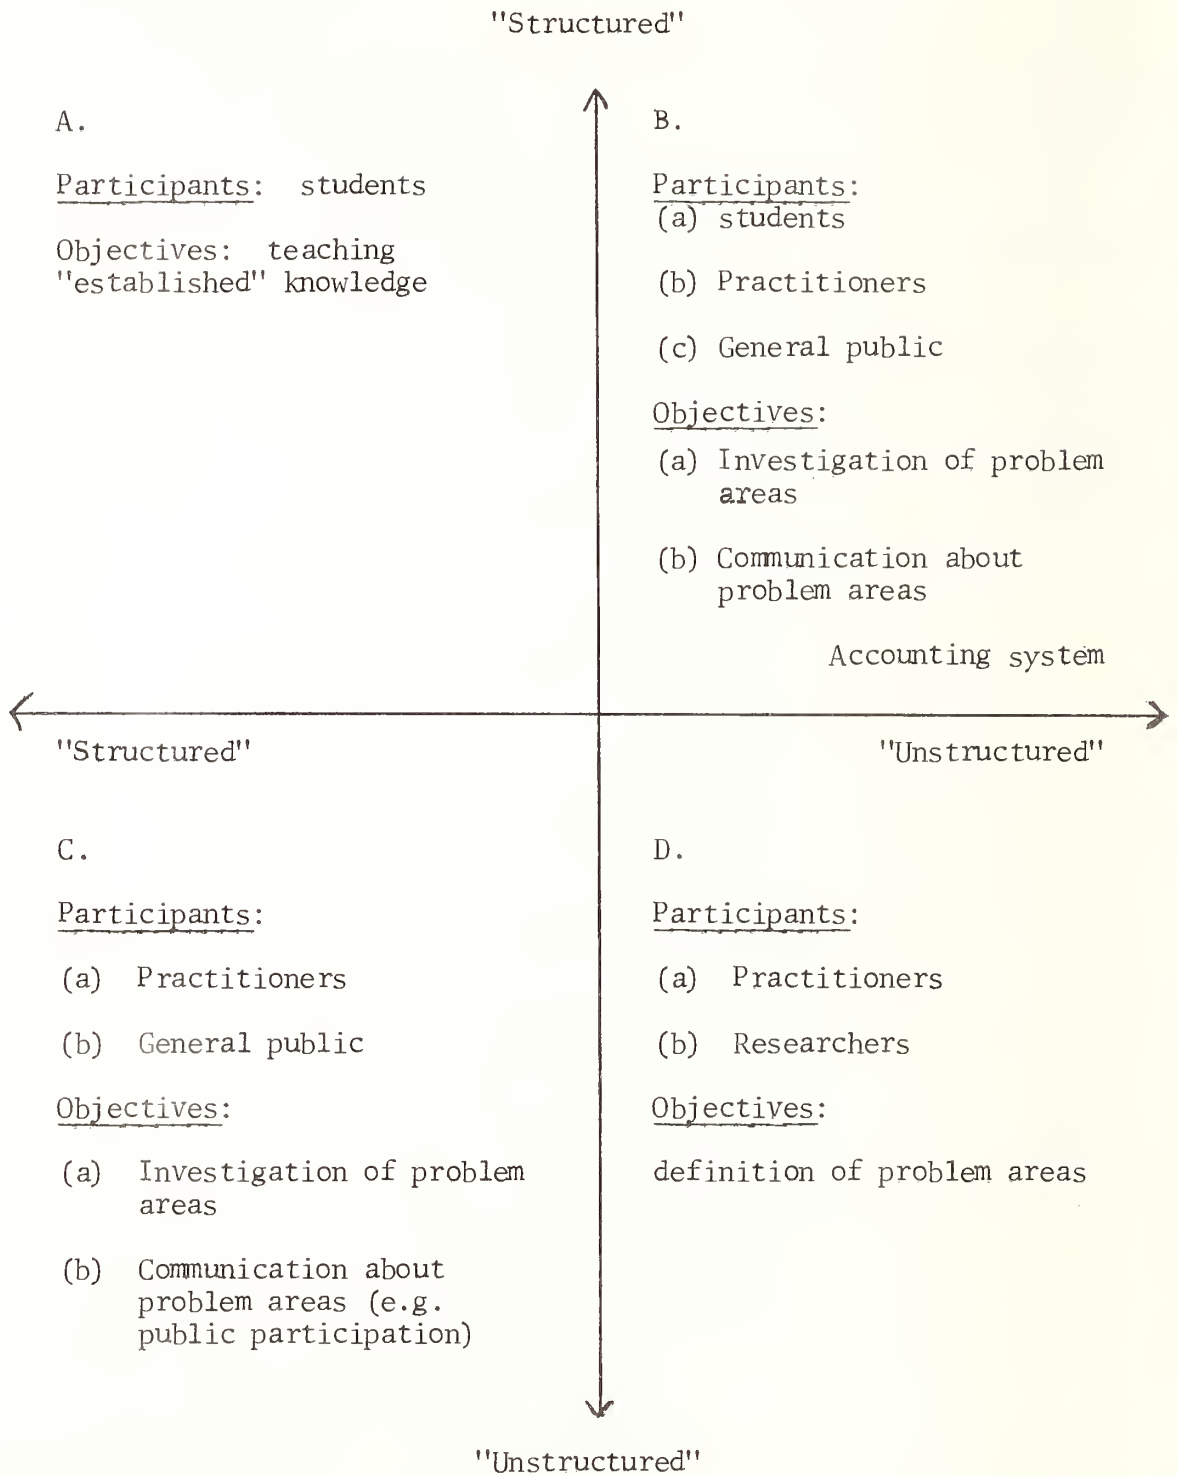 "Structured"
A.
Participants: students
Objectives: teaching
"established" knowledge
B.
Participants:
(a) students
(b) Practitioners
(c) General public
Objectives:
(a) Investigation of problem
areas
(b) Communication about
problem areas
Accounting system
"Structured"
"Unstructured"
C.
Participants:
(a) Practitioners
(b) General public
Objectives:
(a) Investigation of problem
areas
(b) Communication about
problem areas (e.g.
public participation)
D.
Participants:
(a) Practitioners
(b) Researchers
Objectives:
definition of problem areas
"Unstructured"